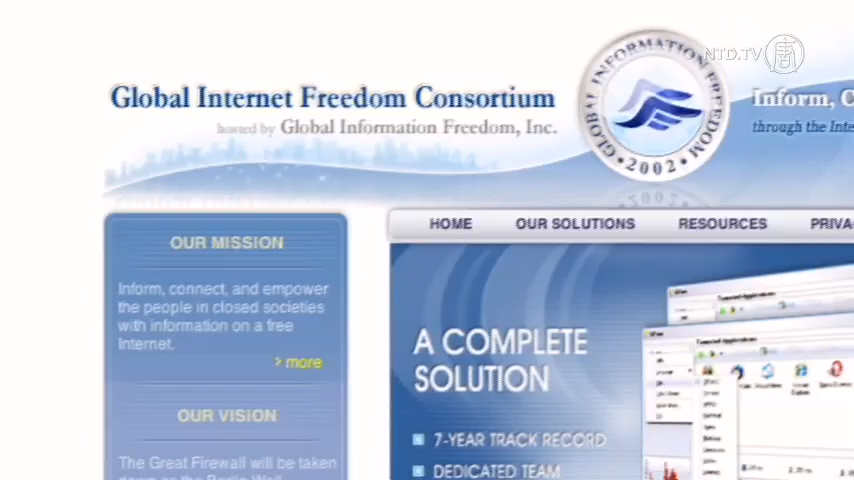 NTD.TV
Global Internet Freedom Consortium
hosted by Global Information Freedom, Inc.
GLOBAL INFORMATION FREEDOM
• 2002 •
Inform, C
through the Inte
HOME
OUR SOLUTIONS
RESOURCES
PRIVA
OUR MISSION
Inform, connect, and empower
the people in closed societies
with information on a free
Internet.
> more
OUR VISION
The Great Firewall will be taken
A COMPLETE
SOLUTION
7-YEAR TRACK RECORD
DEDICATED TEAM